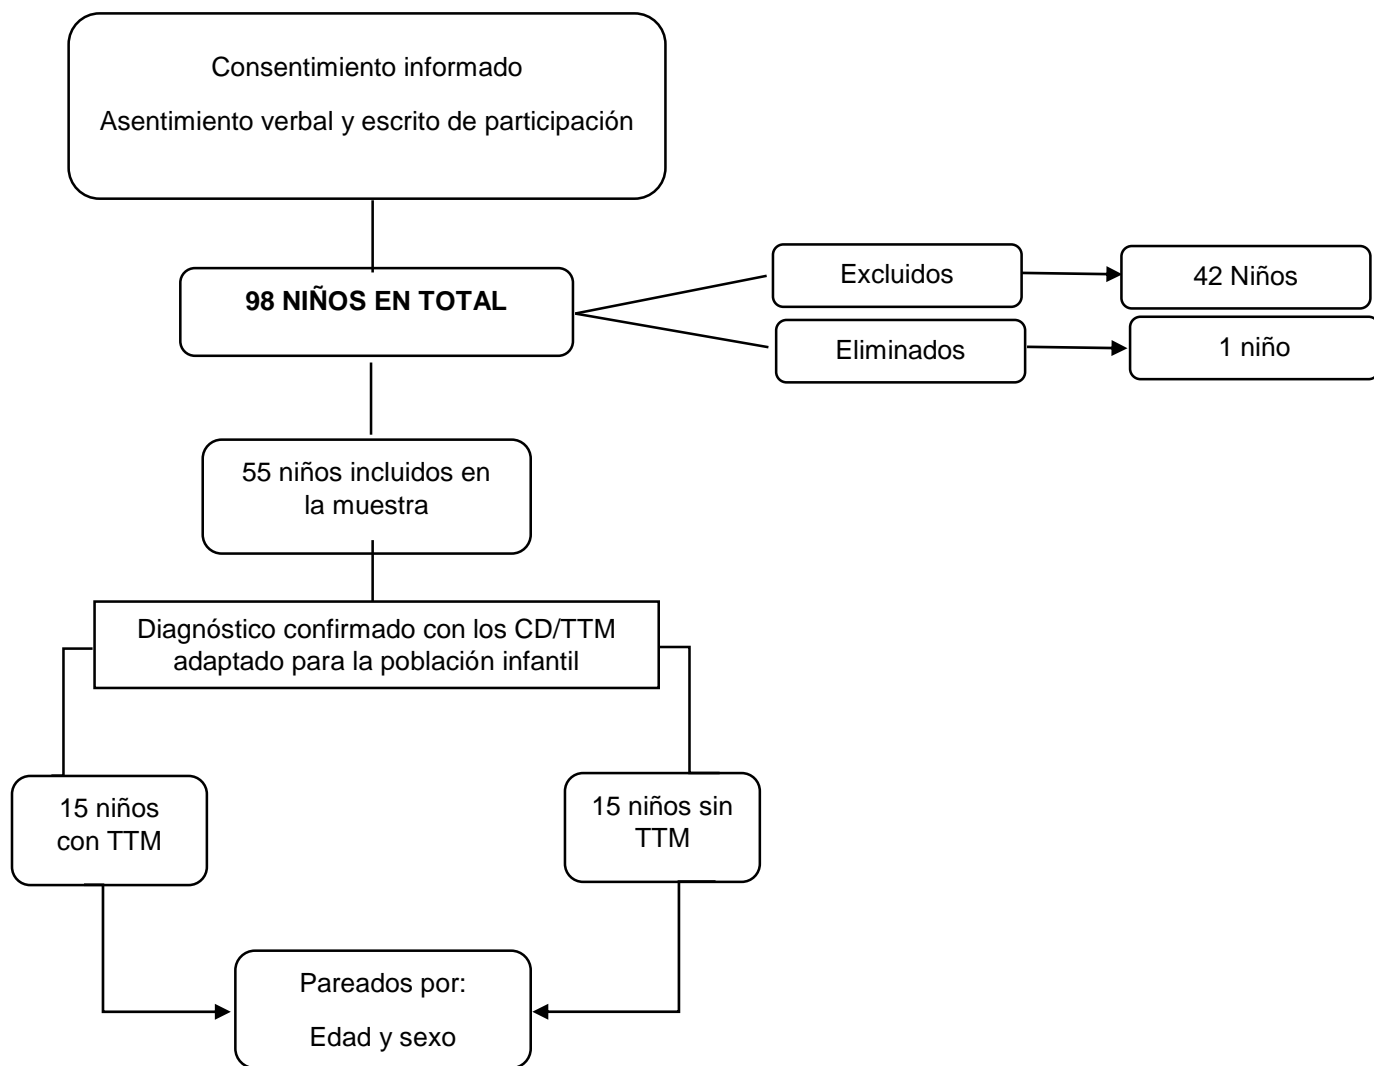 Consentimiento informado
Asentimiento verbal y escrito de participación
98 NIÑOS EN TOTAL
Excluidos
42 Niños
Eliminados
1 niño
55 niños incluidos en
la muestra
Diagnóstico confirmado con los CD/TTM
adaptado para la población infantil
15 niños
con TTM
15 niños sin
TTM
Pareados por:
Edad y sexo